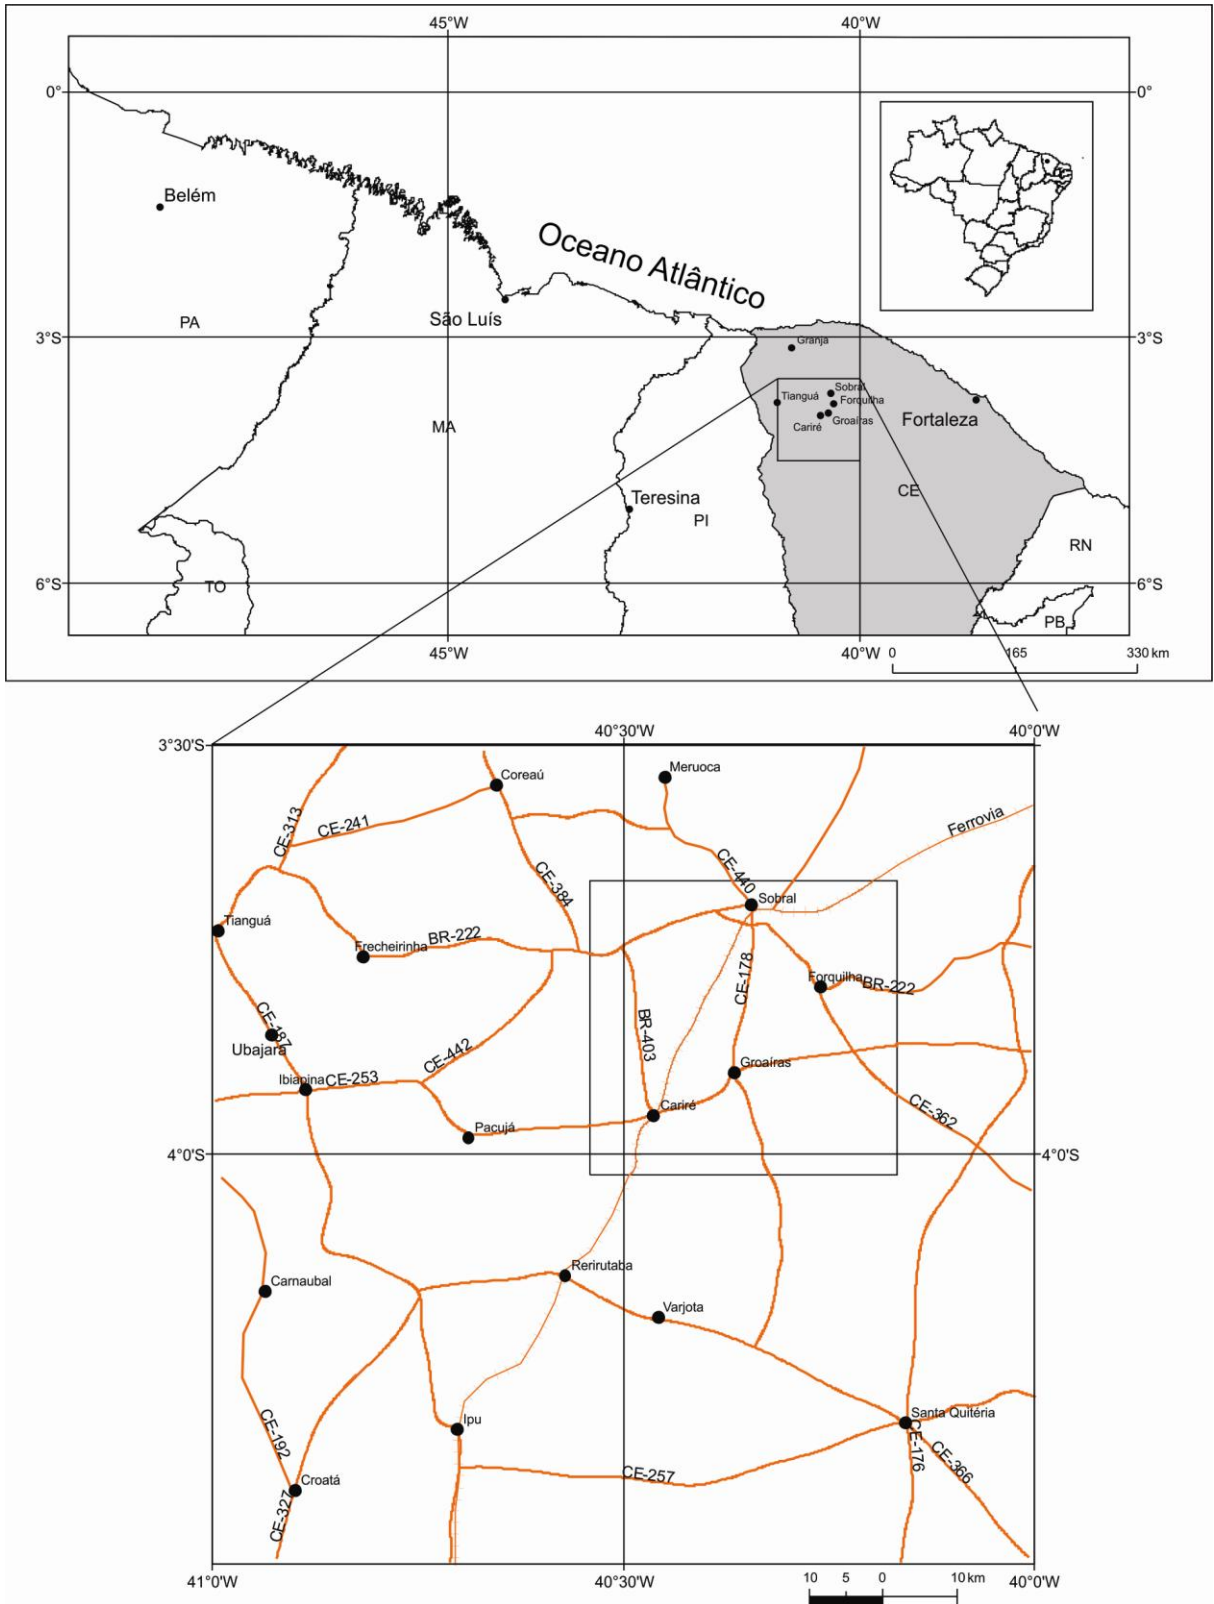 45°W 40°W
0° 0°
Belém
Oceano Atlântico
PA
São Luís
3°S 3°S
Granja
Sobral
Tianguá
Forquilha
Groaíras
Cariré
Fortaleza
MA
CE
Teresina
PI
RN
TO
6°S 6°S
PB
45°W 40°W
0 165 330 km
40°30'W 40°0'W
3°30'S
Coreaú
Meruoca
CE-313
CE-241
Ferrovia
CE-440
CE-384
Sobral
Tianguá
BR-222
Frecheirinha
CE-178
Forquilha
BR-222
CE-187
Ubajara
BR-403
CE-442
Groaíras
Ibiapina
CE-253
Cariré
CE-362
Pacujá
4°0'S 4°0'S
Rerirutaba
Carnaubal
Varjota
Ipu
Santa Quitéria
CE-192
CE-176
CE-366
CE-257
Croatá
CE-327
41°0'W 40°30'W 40°0'W
10 5 0 10 km